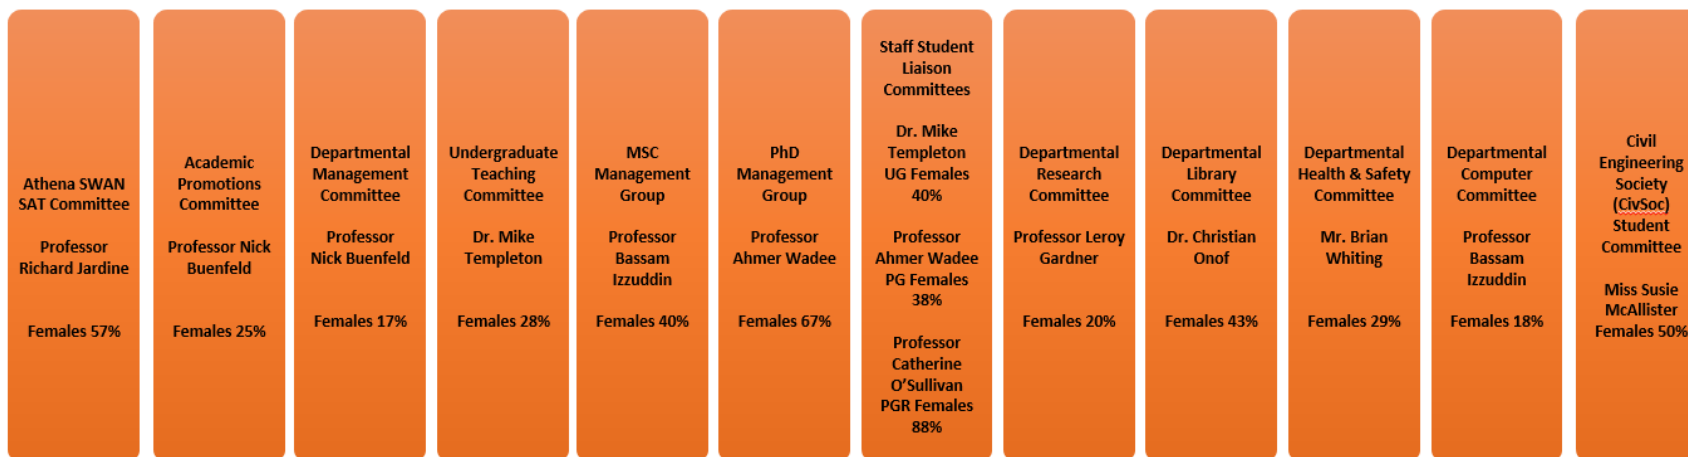 Athena SWAN
SAT Committee
Professor
Richard Jardine
Females 57%
Academic
Promotions
Committee
Professor Nick
Buenfeld
Females 25%
Departmental
Management
Committee
Professor
Nick Buenfeld
Females 17%
Undergraduate
Teaching
Committee
Dr. Mike
Templeton
Females 28%
MSC
Management
Group
Professor
Bassam
Izzuddin
Females 40%
PhD
Management
Group
Professor
Ahmer Wadee
Females 67%
Staff Student
Liaison
Committees
Dr. Mike
Templeton
UG Females
40%
Professor
Ahmer Wadee
PG Females
38%
Professor
Catherine
O’Sullivan
PGR Females
88%
Departmental
Research
Committee
Professor Leroy
Gardner
Females 20%
Departmental
Library
Committee
Dr. Christian
Onof
Females 43%
Departmental
Health & Safety
Committee
Mr. Brian
Whiting
Females 29%
Departmental
Computer
Committee
Professor
Bassam
Izzuddin
Females 18%
Civil
Engineering
Society
(CivSoc)
Student
Committee
Miss Susie
McAllister
Females 50%